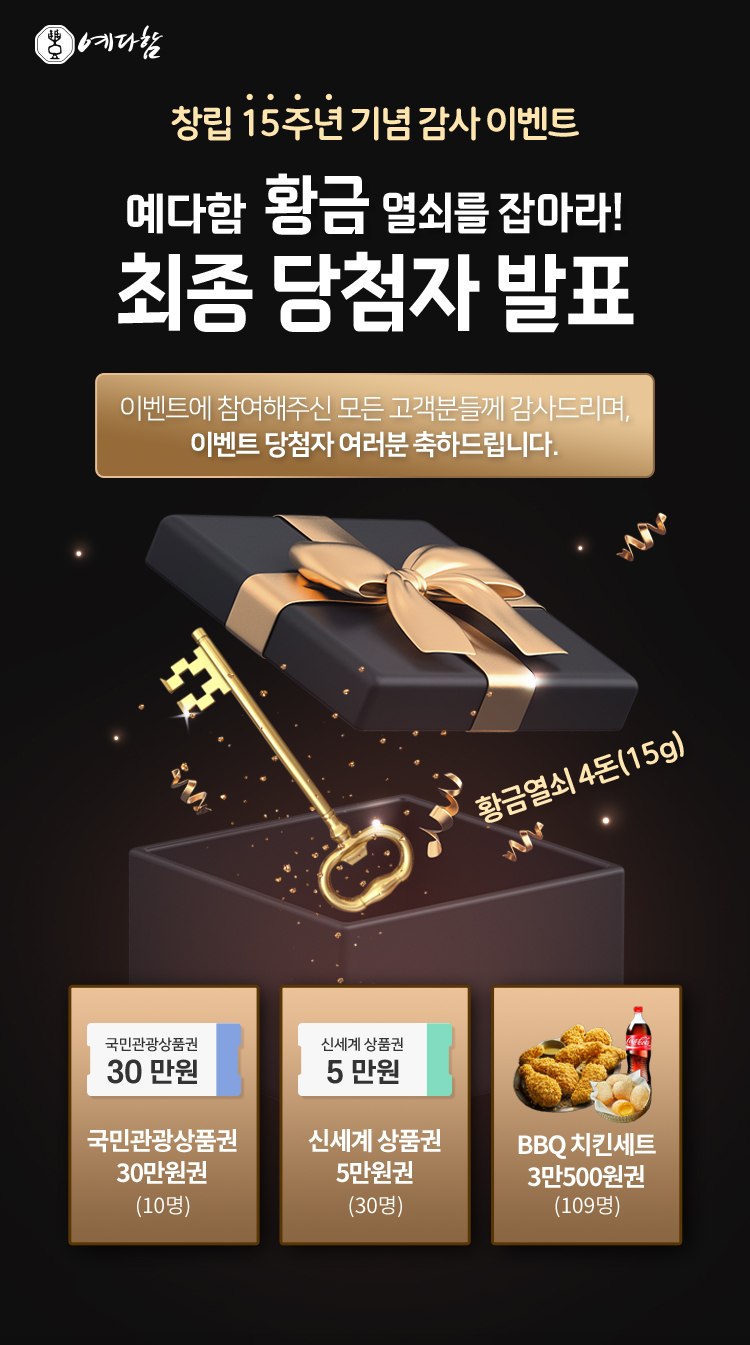 예다함
창립 15주년 기념 감사 이벤트
예다함 황금 열쇠를 잡아라!
최종 당첨자 발표
이벤트에 참여해주신 모든 고객분들께 감사드리며,
이벤트 당첨자 여러분 축하드립니다.
황금열쇠 4돈(15g)
국민관광상품권
30 만원
국민관광상품권
30만원권
(10명)
신세계 상품권
5 만원
신세계 상품권
5만원권
(30명)
Coca-Cola
BBQ 치킨세트
3만500원권
(109명)